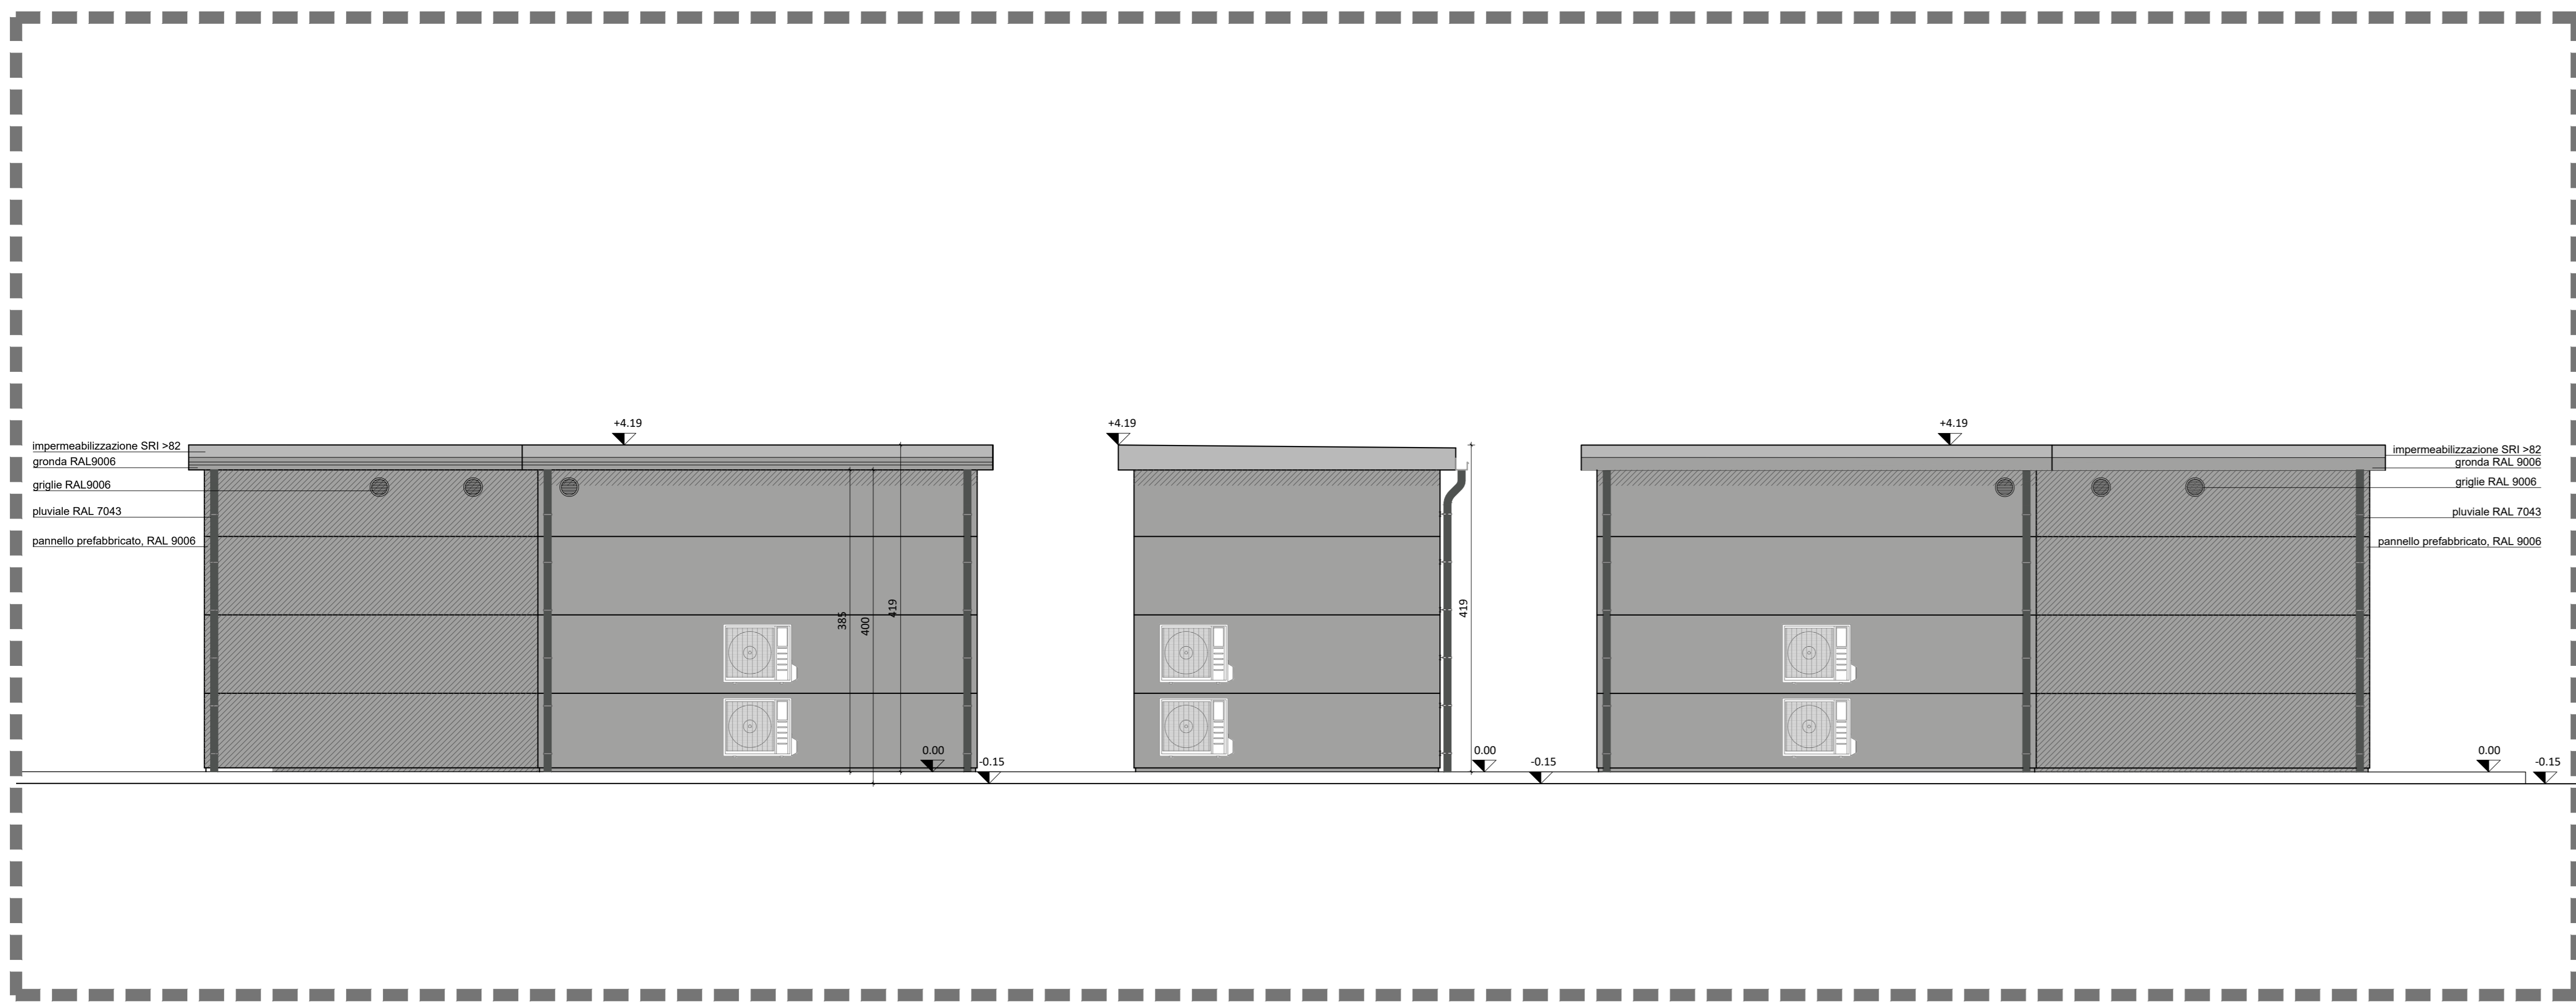 +4.19
+4.19
+4.19
impermeabilizzazione SRI >82
gronda RAL9006
griglie RAL9006
pluviale RAL 7043
pannello prefabbricato, RAL 9006
impermeabilizzazione SRI >82
gronda RAL 9006
griglie RAL 9006
pluviale RAL 7043
pannello prefabbricato, RAL 9006
385
400
419
419
0.00
-0.15
0.00
-0.15
0.00
-0.15